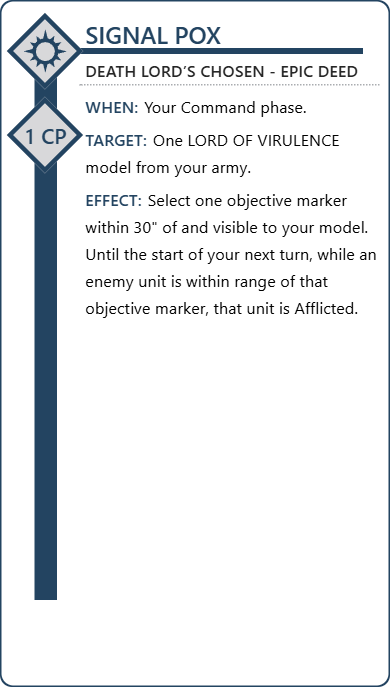 SIGNAL POX
DEATH LORD’S CHOSEN - EPIC DEED
WHEN: Your Command phase.
1 CP
TARGET: One LORD OF VIRULENCE
model from your army.
EFFECT: Select one objective marker
within 30" of and visible to your model.
Until the start of your next turn, while an
enemy unit is within range of that
objective marker, that unit is Afflicted.